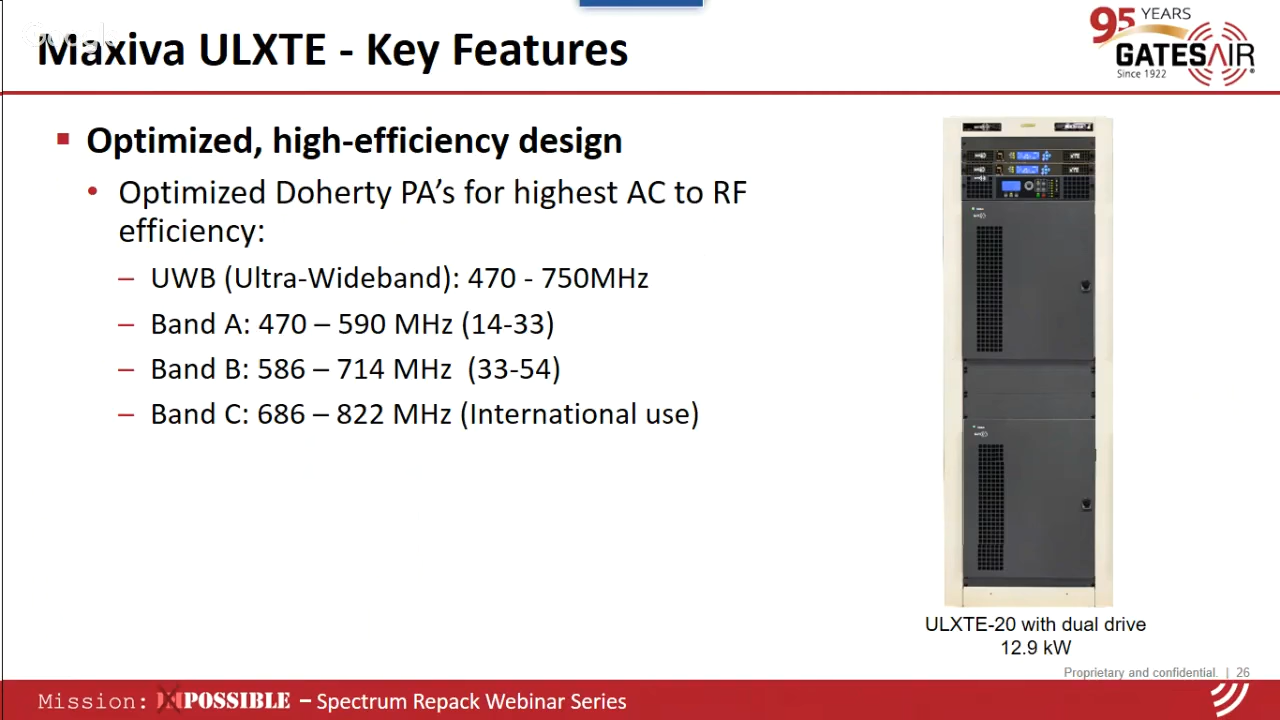 Maxiva ULXTE - Key Features
95 YEARS
GATESAIR
Since 1922
Optimized, high-efficiency design
Optimized Doherty PA’s for highest AC to RF
efficiency:
– UWB (Ultra-Wideband): 470 - 750MHz
– Band A: 470 – 590 MHz (14-33)
– Band B: 586 – 714 MHz (33-54)
– Band C: 686 – 822 MHz (International use)
ULXTE-20 with dual drive
12.9 kW
Proprietary and confidential. | 26
Mission: IMPOSSIBLE – Spectrum Repack Webinar Series